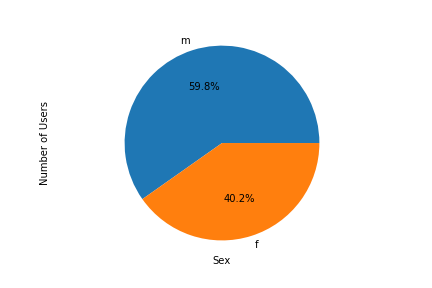 m
59.8%
Number of Users
40.2%
f
Sex